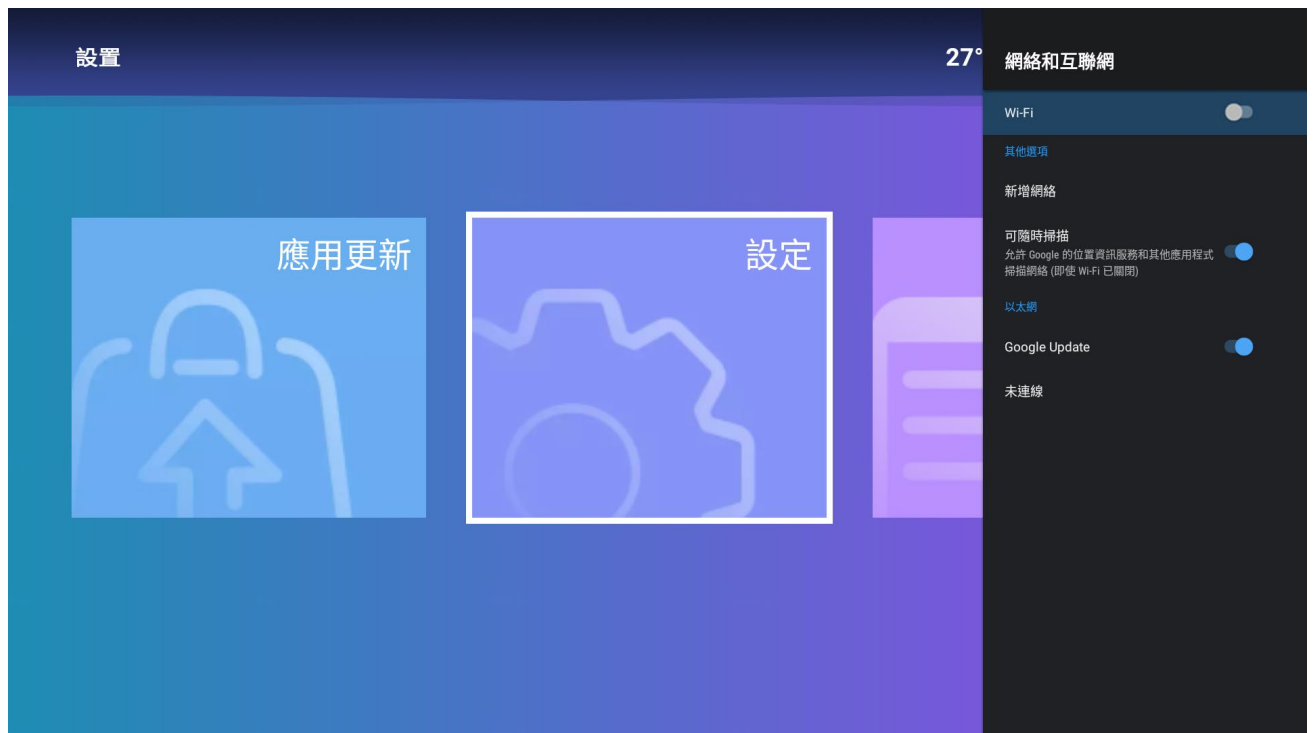 設置
27°
應用更新
設定
網絡和互聯網
Wi-Fi
其他選項
新增網絡
可隨時掃描
允許 Google 的位置資訊服務和其他應用程式
掃描網絡 (即使 Wi-Fi 已關閉)
以太網
Google Update
未連線